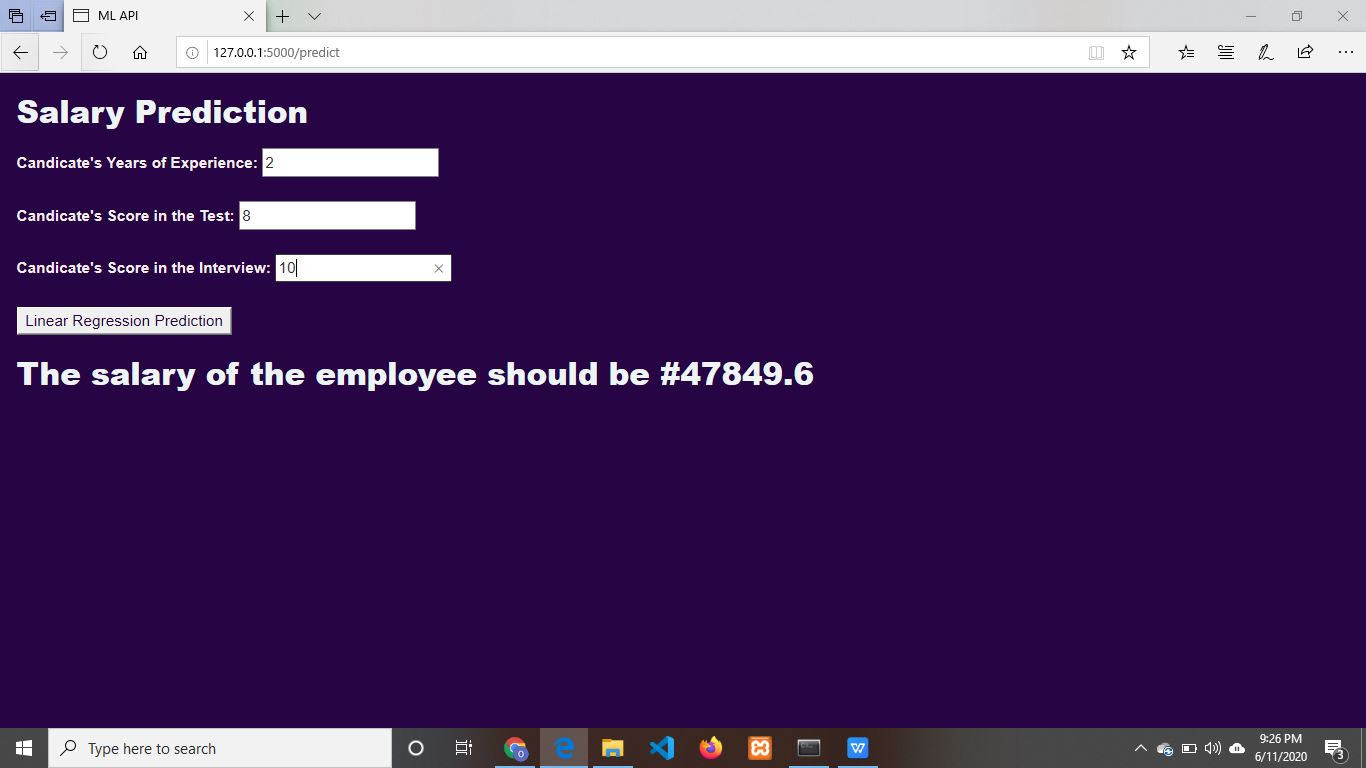 ML API
127.0.0.1:5000/predict
Salary Prediction
Candicate's Years of Experience: 2
Candicate's Score in the Test: 8
Candicate's Score in the Interview: 10
Linear Regression Prediction
The salary of the employee should be #47849.6
Type here to search
9:26 PM
6/11/2020
3